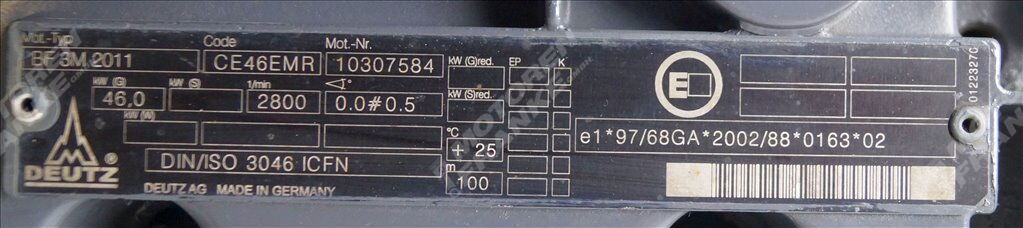 Mot.-Typ Code Mot.-Nr.
BF 3M 2011 CE46EMR 10307584 kW (G)red. EP K
kW (G) kW (S) 1/min
46,0 2800 0.0#0.5 kW (S)red.
kW (W) °C
+ 25
E
e1*97/68GA*2002/88*0163*02
DEUTZ ®
DIN/ISO 3046 ICFN m
100
DEUTZ AG MADE IN GERMANY
0122327C
MOTOREN
FRANKEN